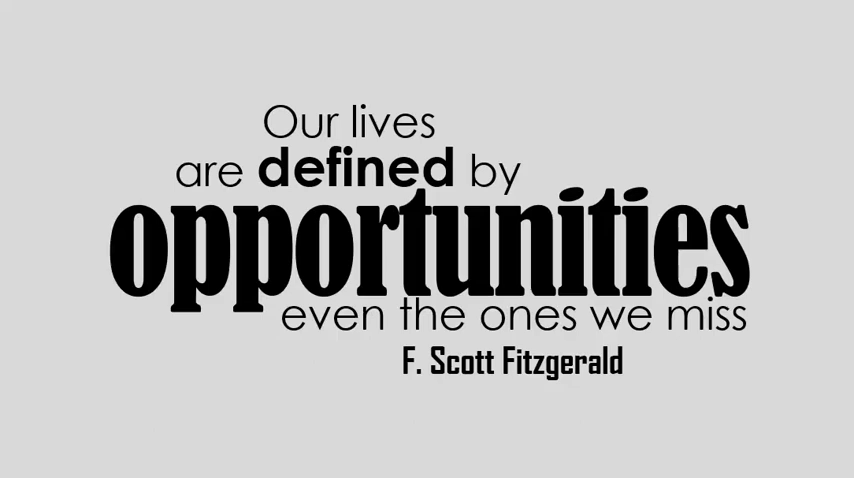 Our lives
are defined by
opportunities
even the ones we miss
F. Scott Fitzgerald